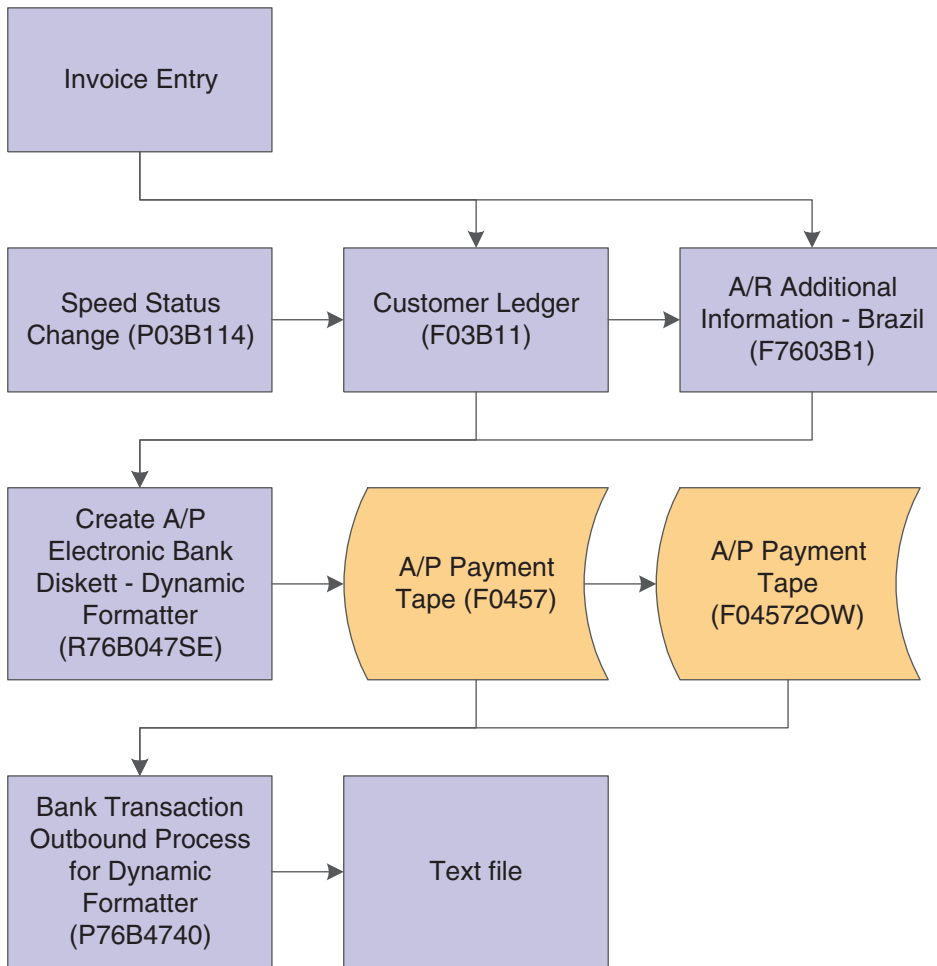 Invoice Entry
Speed Status
Change (P03B114)
Customer Ledger
(F03B11)
A/R Additional
Information - Brazil
(F7603B1)
Create A/P
Electronic Bank
Diskett - Dynamic
Formatter
(R76B047SE)
A/P Payment
Tape (F0457)
A/P Payment
Tape
(F04572OW)
Bank Transaction
Outbound Process
for Dynamic
Formatter
(P76B4740)
Text file